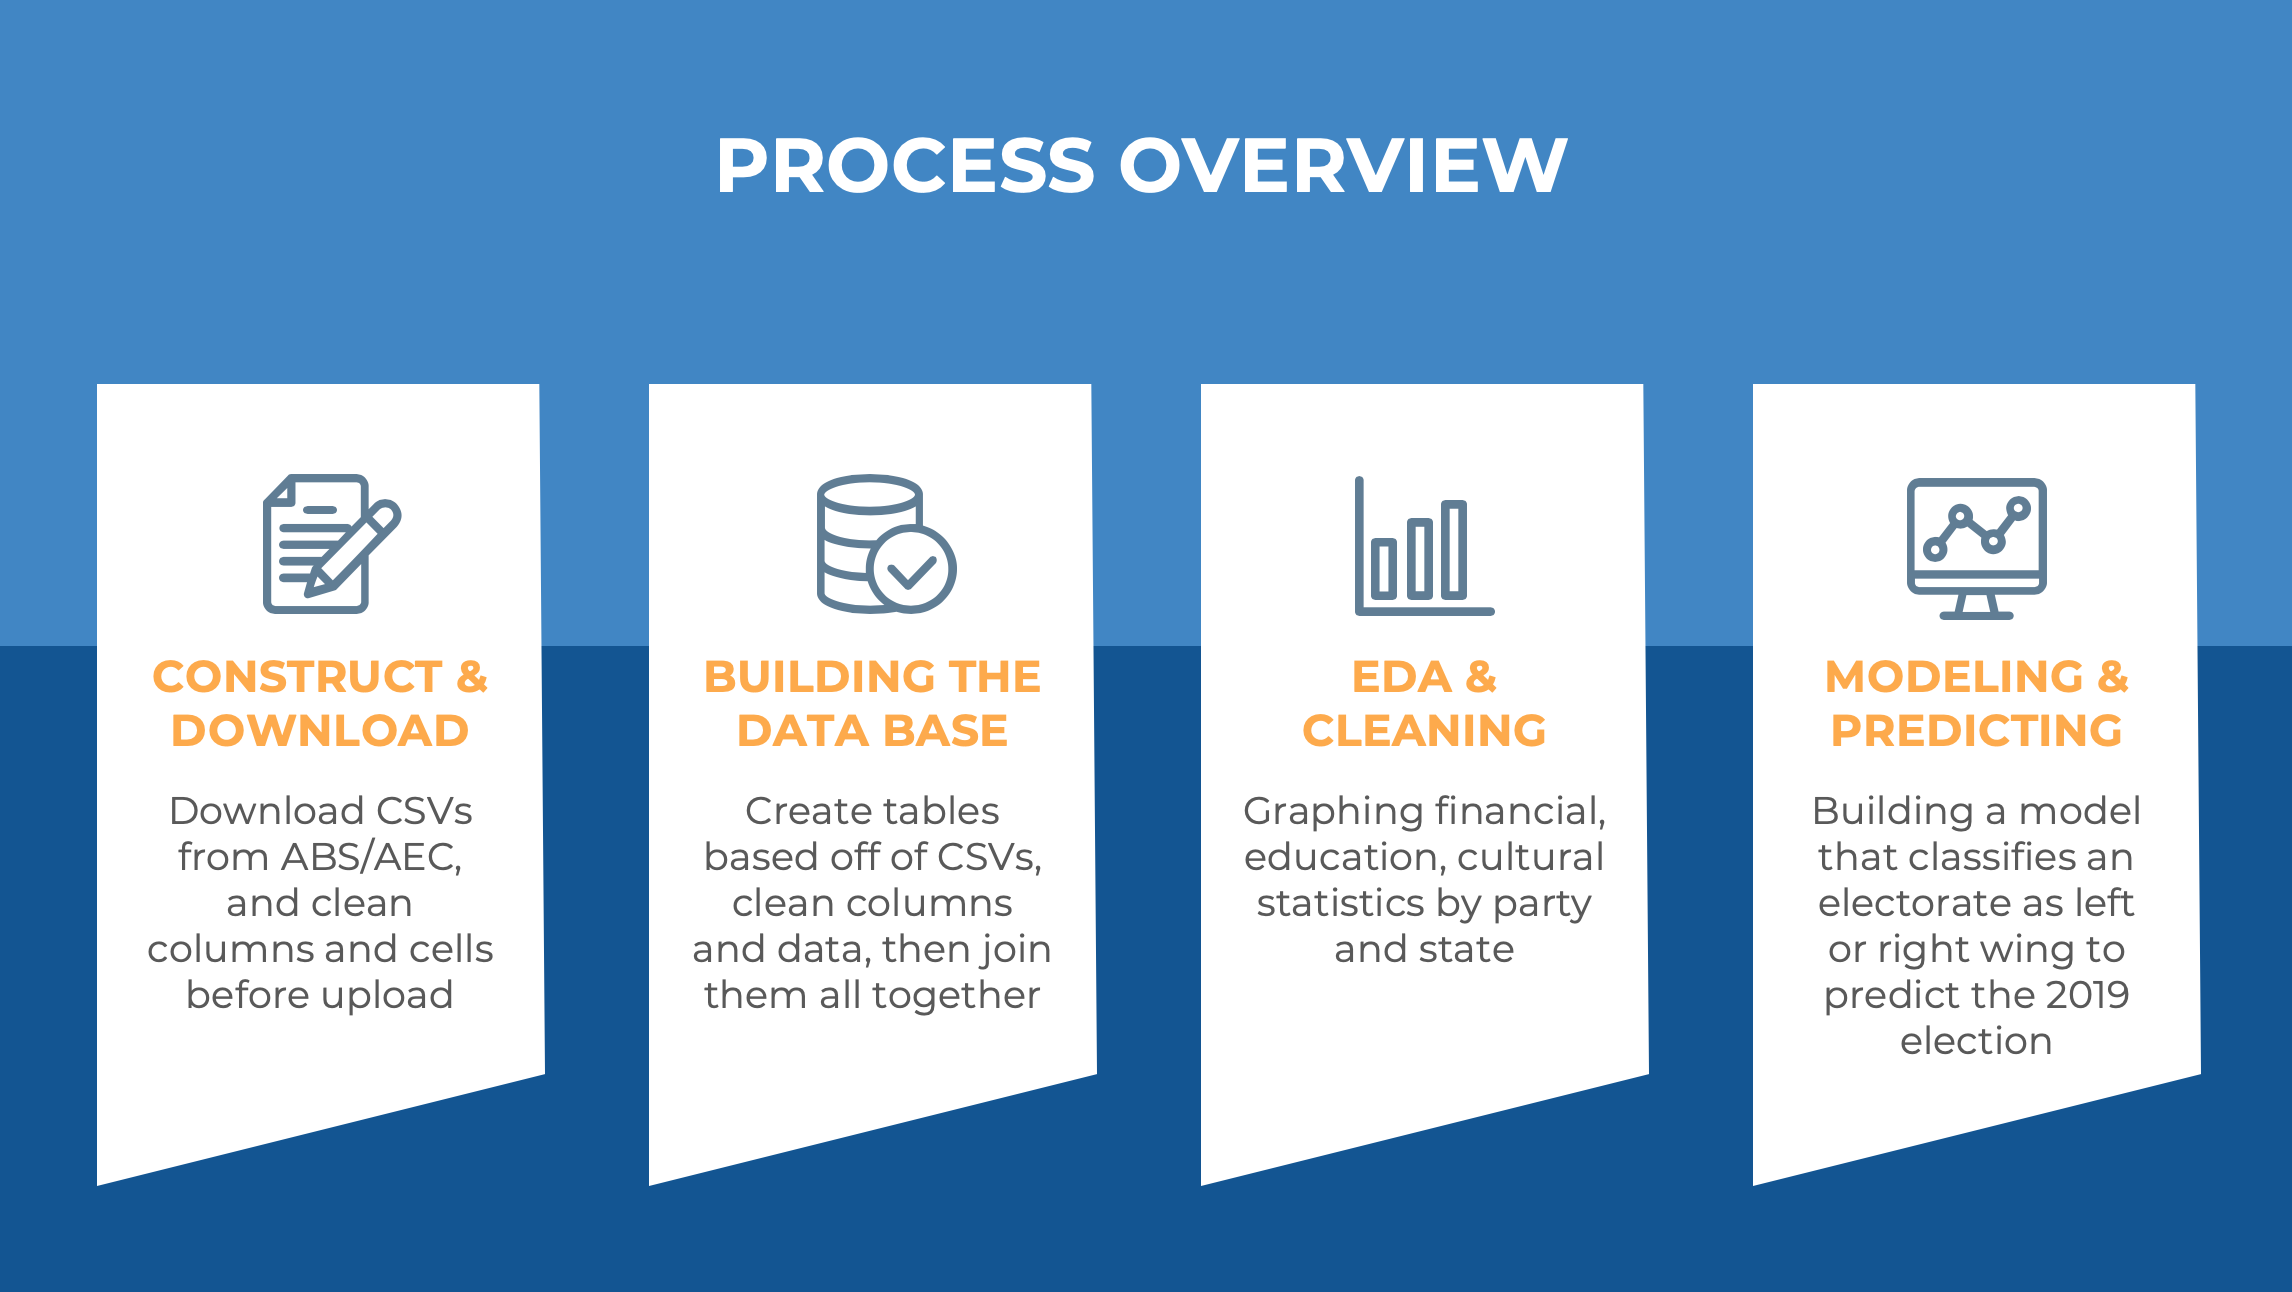 PROCESS OVERVIEW
CONSTRUCT &
DOWNLOAD
Download CSVs
from ABS/AEC,
and clean
columns and cells
before upload
BUILDING THE
DATA BASE
Create tables
based off of CSVs,
clean columns
and data, then join
them all together
EDA &
CLEANING
Graphing financial,
education, cultural
statistics by party
and state
MODELING &
PREDICTING
Building a model
that classifies an
electorate as left
or right wing to
predict the 2019
election